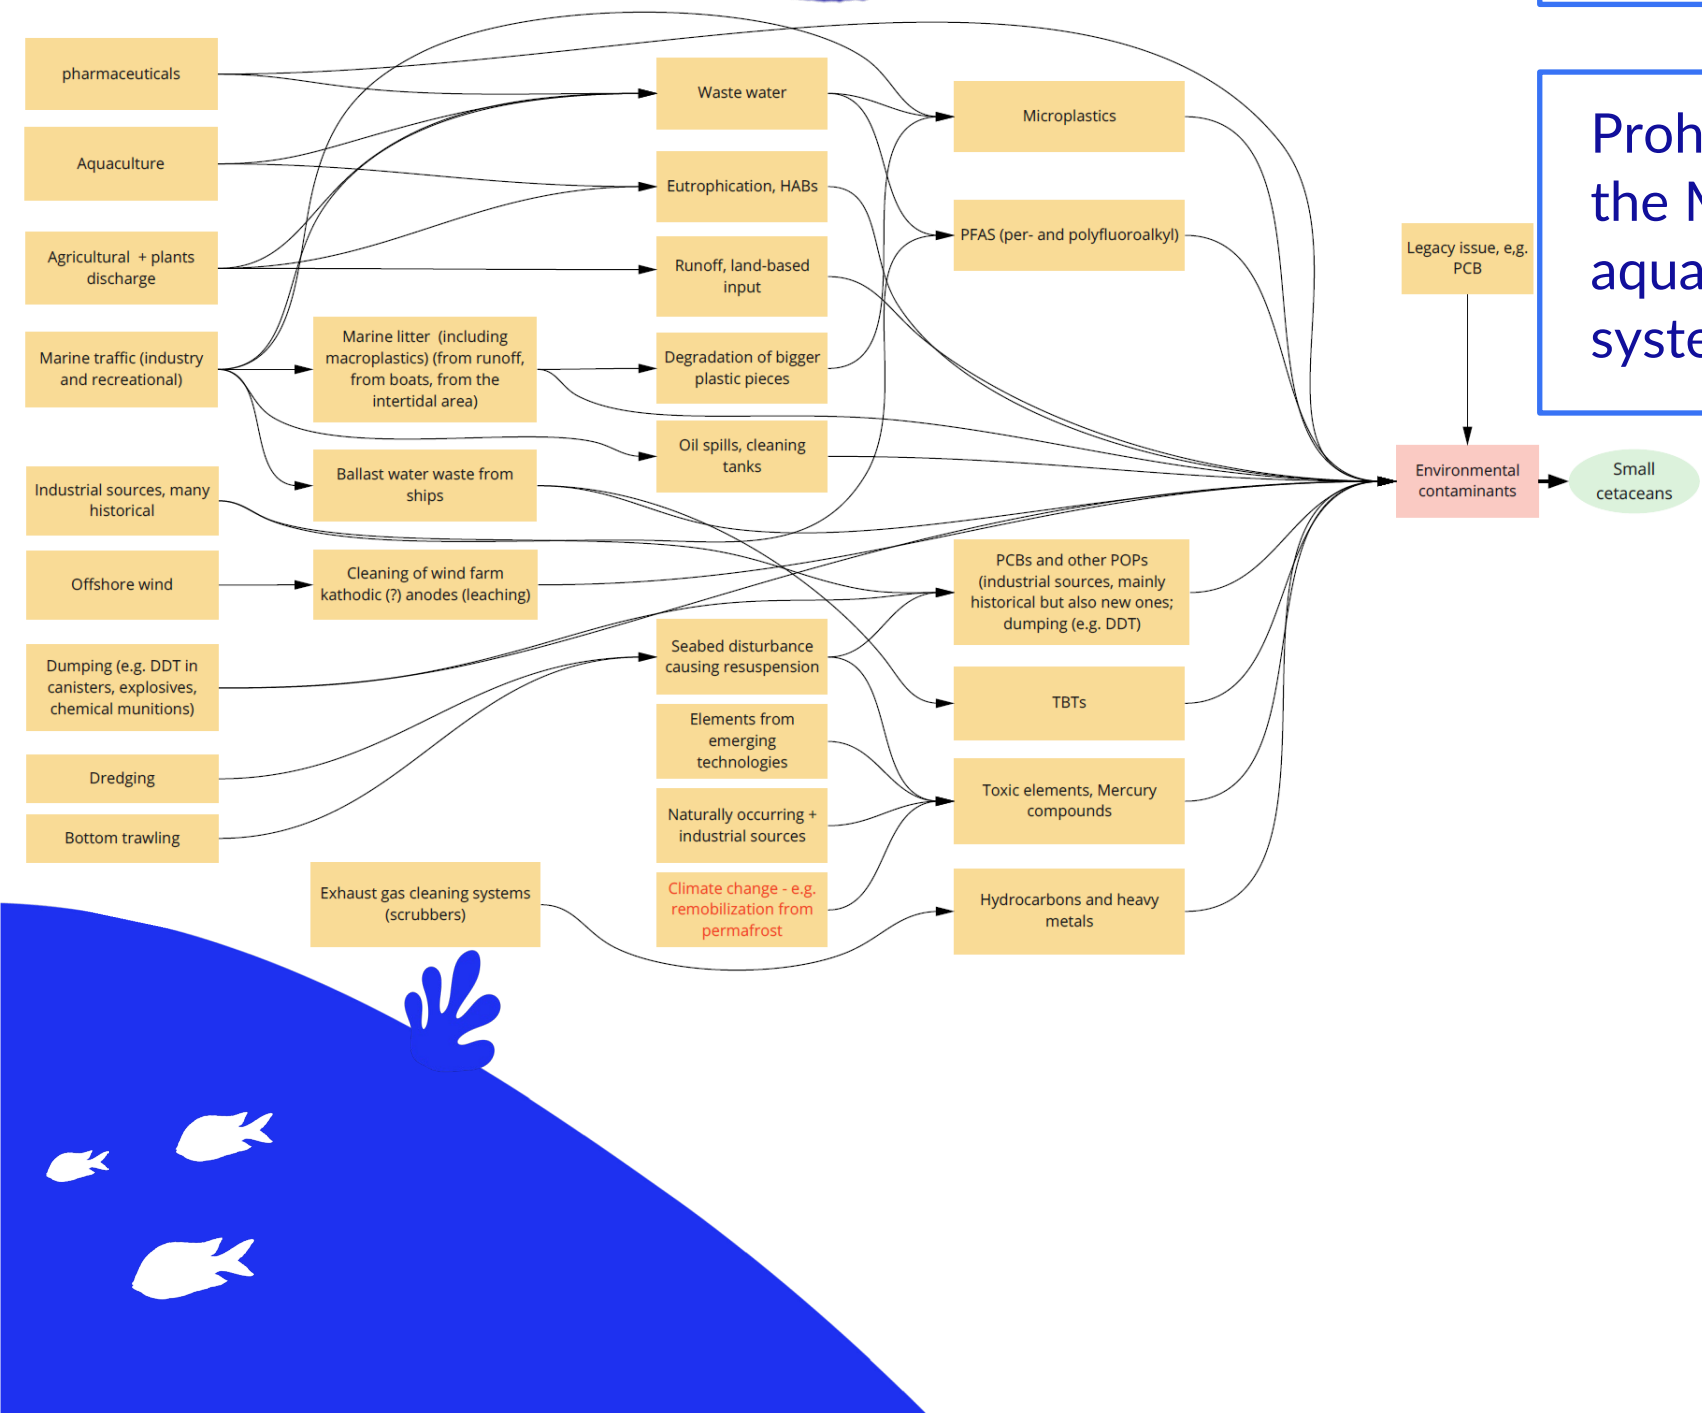 pharmaceuticals
Aquaculture
Agricultural + plants
discharge
Marine traffic (industry
and recreational)
Industrial sources, many
historical
Offshore wind
Dumping (e.g. DDT in
canisters, explosives,
chemical munitions)
Dredging
Bottom trawling
Marine litter (including
macroplastics) (from runoff,
from boats, from the
intertidal area)
Ballast water waste from
ships
Cleaning of wind farm
kathodic (?) anodes (leaching)
Exhaust gas cleaning systems
(scrubbers)
Waste water
Eutrophication, HABs
Runoff, land-based
input
Degradation of bigger
plastic pieces
Oil spills, cleaning
tanks
Seabed disturbance
causing resuspension
Elements from
emerging
technologies
Naturally occurring +
industrial sources
Climate change - e.g.
remobilization from
permafrost
Microplastics
PFAS (per- and polyfluoroalkyl)
PCBs and other POPs
(industrial sources, mainly
historical but also new ones;
dumping (e.g. DDT)
TBTs
Toxic elements, Mercury
compounds
Hydrocarbons and heavy
metals
Legacy issue, e,g.
PCB
Environmental
contaminants
Small
cetaceans
Proh
the
aqua
syste